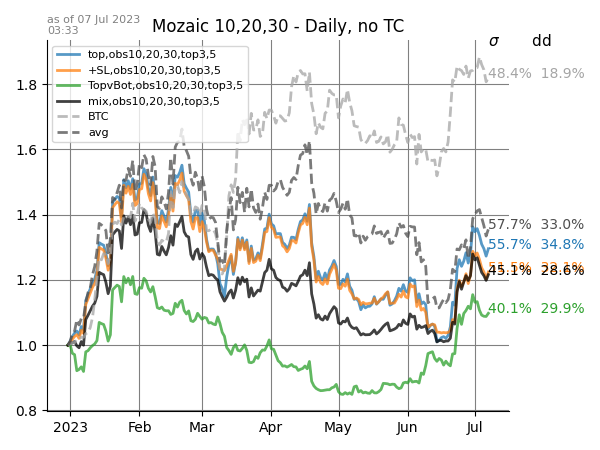 as of 07 Jul 2023
03:33
Mozaic 10,20,30 - Daily, no TC
σ dd
top,obs10,20,30,top3,5
+SL,obs10,20,30,top3,5
TopvBot,obs10,20,30,top3,5
mix,obs10,20,30,top3,5
BTC
avg
48.4% 18.9%
57.7% 33.0%
55.7% 34.8%
45.1% 28.6%
40.1% 29.9%
1.8
1.6
1.4
1.2
1.0
0.8
2023 Feb Mar Apr May Jun Jul